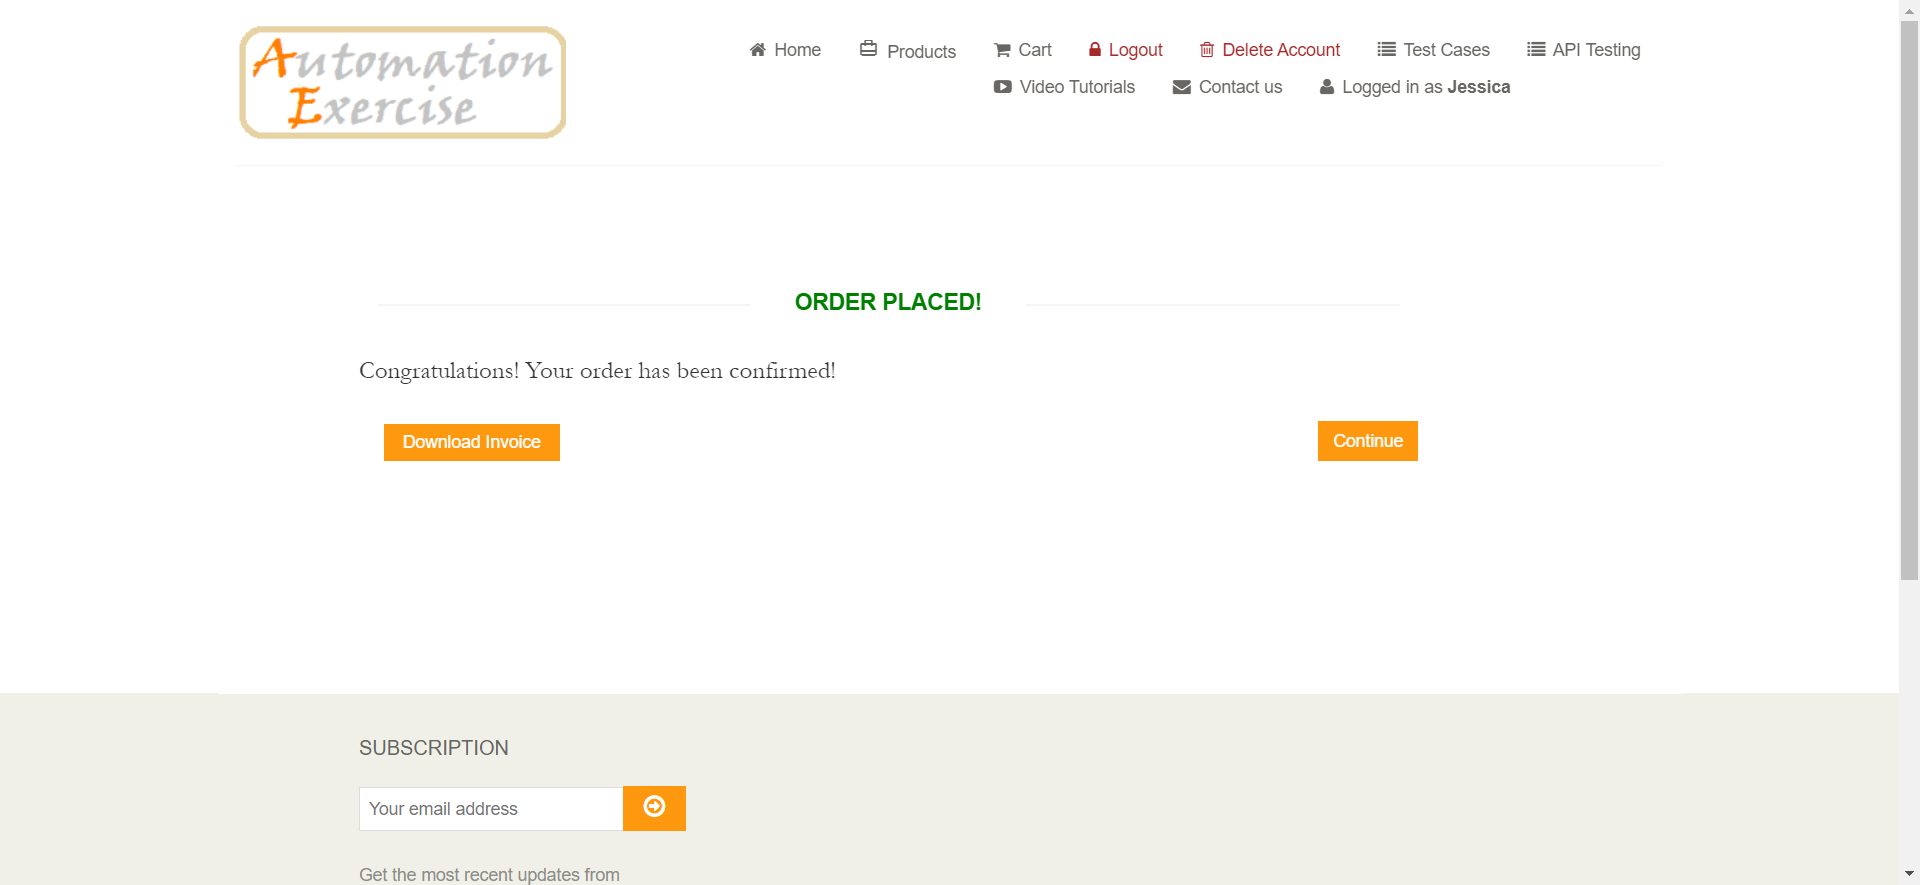 Automation
Exercise
Home Products Cart Logout Delete Account Test Cases API Testing
Video Tutorials Contact us Logged in as Jessica
ORDER PLACED!
Congratulations! Your order has been confirmed!
Download Invoice Continue
SUBSCRIPTION
Your email address
Get the most recent updates from